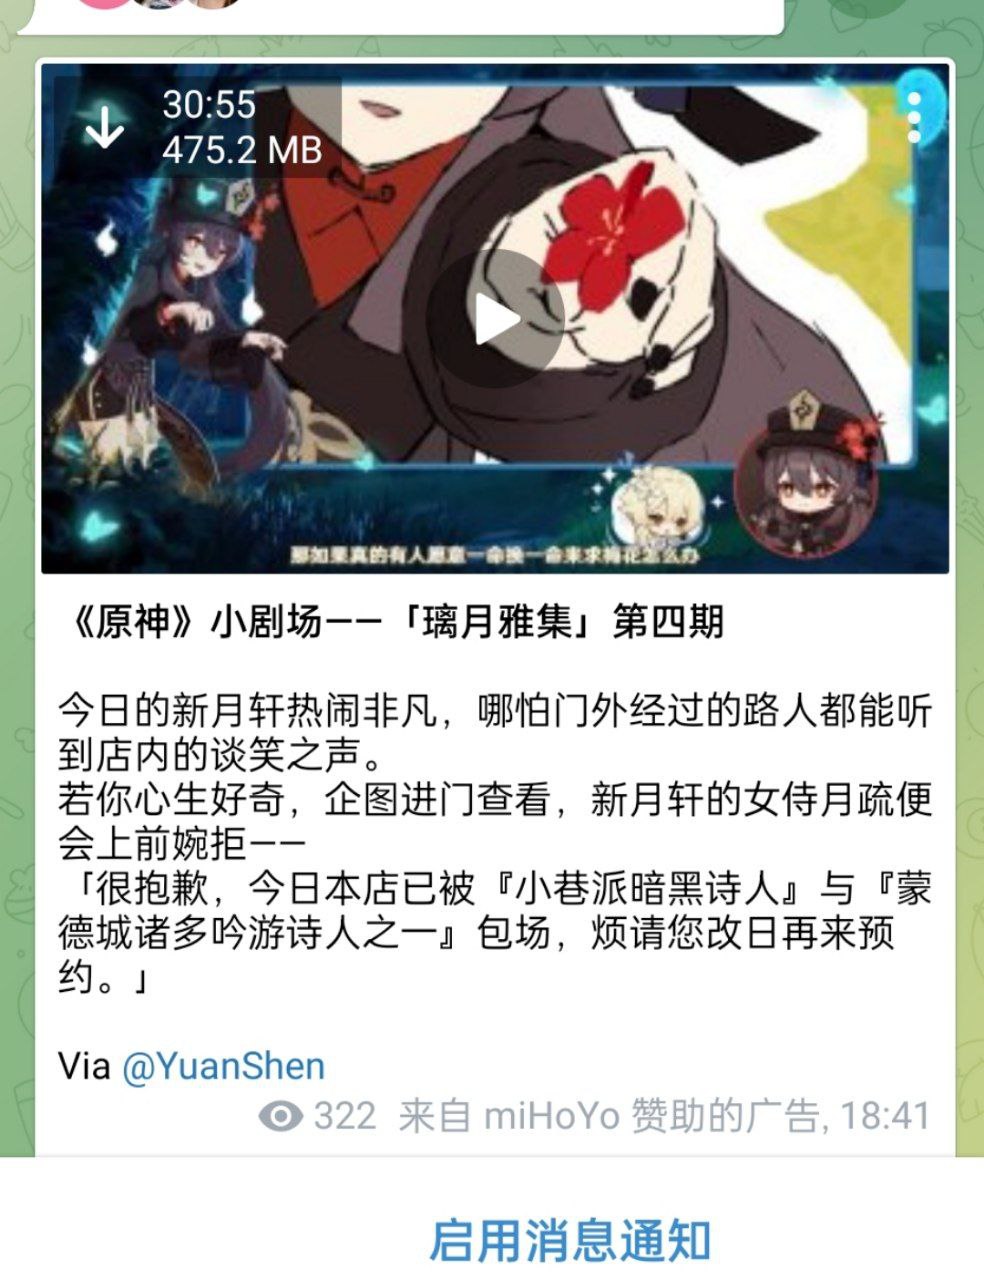 30:55
475.2 MB
那如果真的有人愿意一命换一命来求梅花怎么办
《原神》小剧场——「璃月雅集」第四期
今日的新月轩热闹非凡，哪怕门外经过的路人都能听
到店内的谈笑之声。
若你心生好奇，企图进门查看，新月轩的女侍月疏便
会上前婉拒——
「很抱歉，今日本店已被『小巷派暗黑诗人』与『蒙
德城诸多吟游诗人之一』包场，烦请您改日再来预
约。」
Via @YuanShen
322 来自 miHoYo 赞助的广告, 18:41
启用消息通知